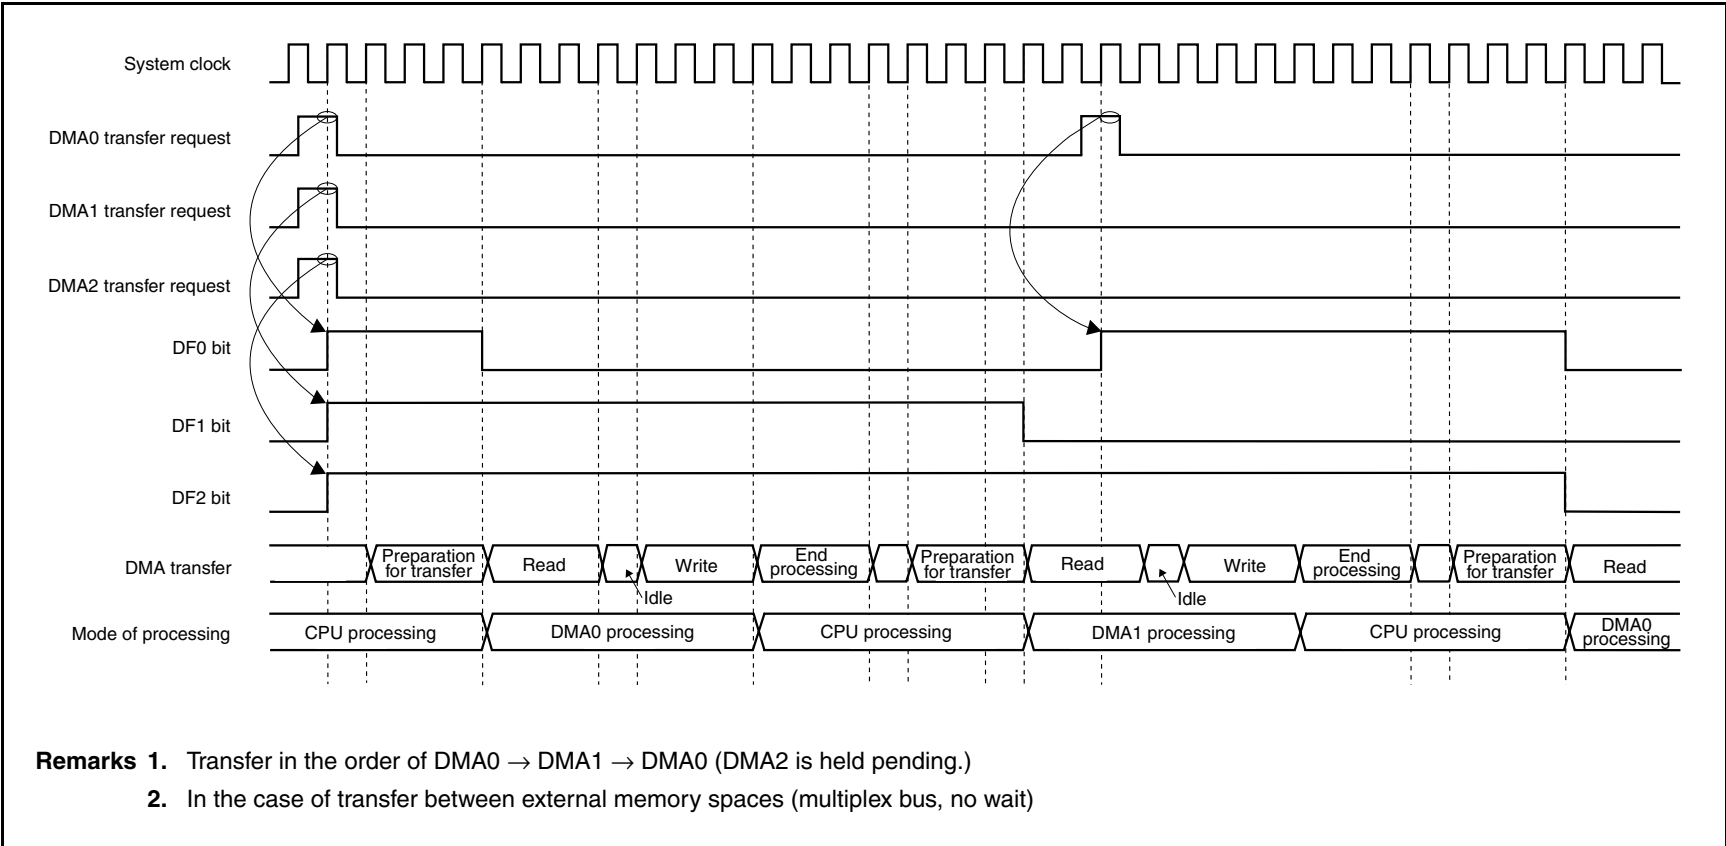 System clock
DMA0 transfer request
DMA1 transfer request
DMA2 transfer request
DF0 bit
DF1 bit
DF2 bit
DMA transfer
Preparation
for transfer
Read
Idle
Write
End
processing
Preparation
for transfer
Read
Idle
Write
End
processing
Preparation
for transfer
Read
Mode of processing
CPU processing
DMA0 processing
CPU processing
DMA1 processing
CPU processing
DMA0
processing
Remarks 1. Transfer in the order of DMA0 → DMA1 → DMA0 (DMA2 is held pending.)
2. In the case of transfer between external memory spaces (multiplex bus, no wait)